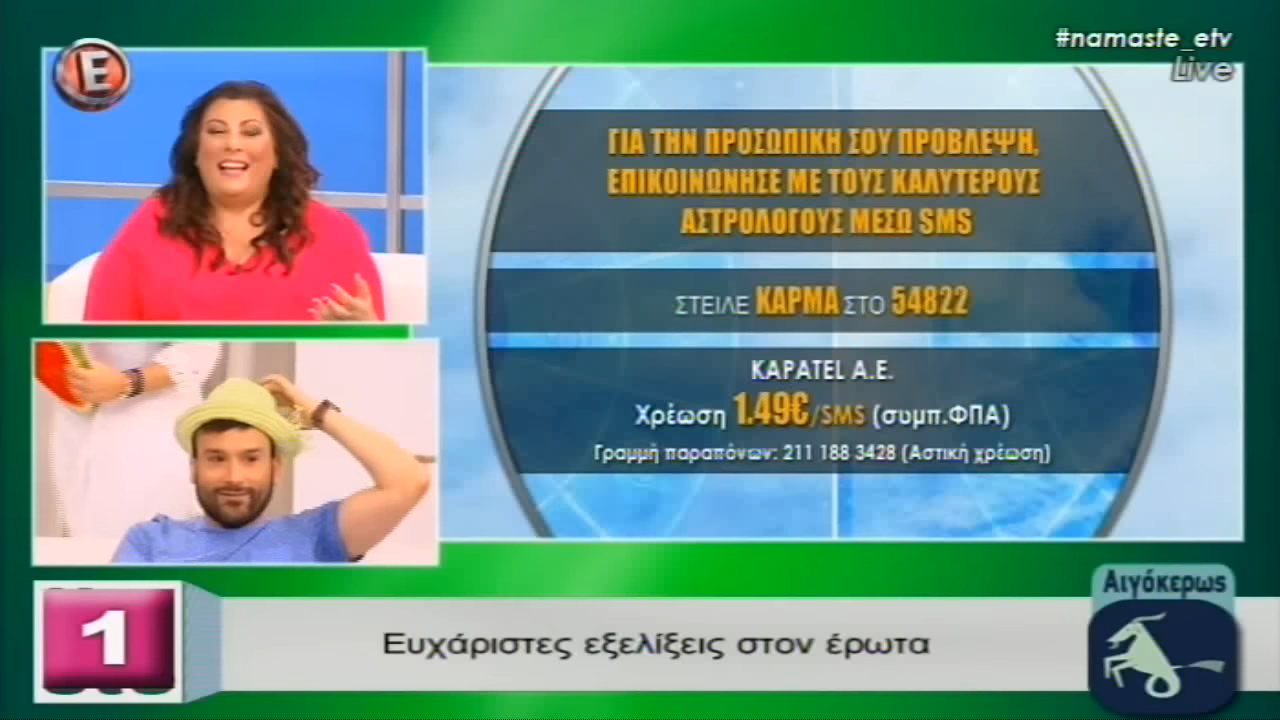 #namaste_etv
Live
E
ΓΙΑ ΤΗΝ ΠΡΟΣΩΠΙΚΗ ΣΟΥ ΠΡΟΒΛΕΨΗ,
ΕΠΙΚΟΙΝΩΝΗΣΕ ΜΕ ΤΟΥΣ ΚΑΛΥΤΕΡΟΥΣ
ΑΣΤΡΟΛΟΓΟΥΣ ΜΕΣΩ SMS
ΣΤΕΙΛΕ ΚΑΡΜΑ ΣΤΟ 54822
ΚΑΡΑΤΕL Α.Ε.
Χρέωση 1.49€/SMS (συμπ.ΦΠΑ)
Γραμμή παραπόνων: 211 188 3428 (Αστική χρέωση)
Αιγόκερως
1
Ευχάριστες εξελίξεις στον έρωτα